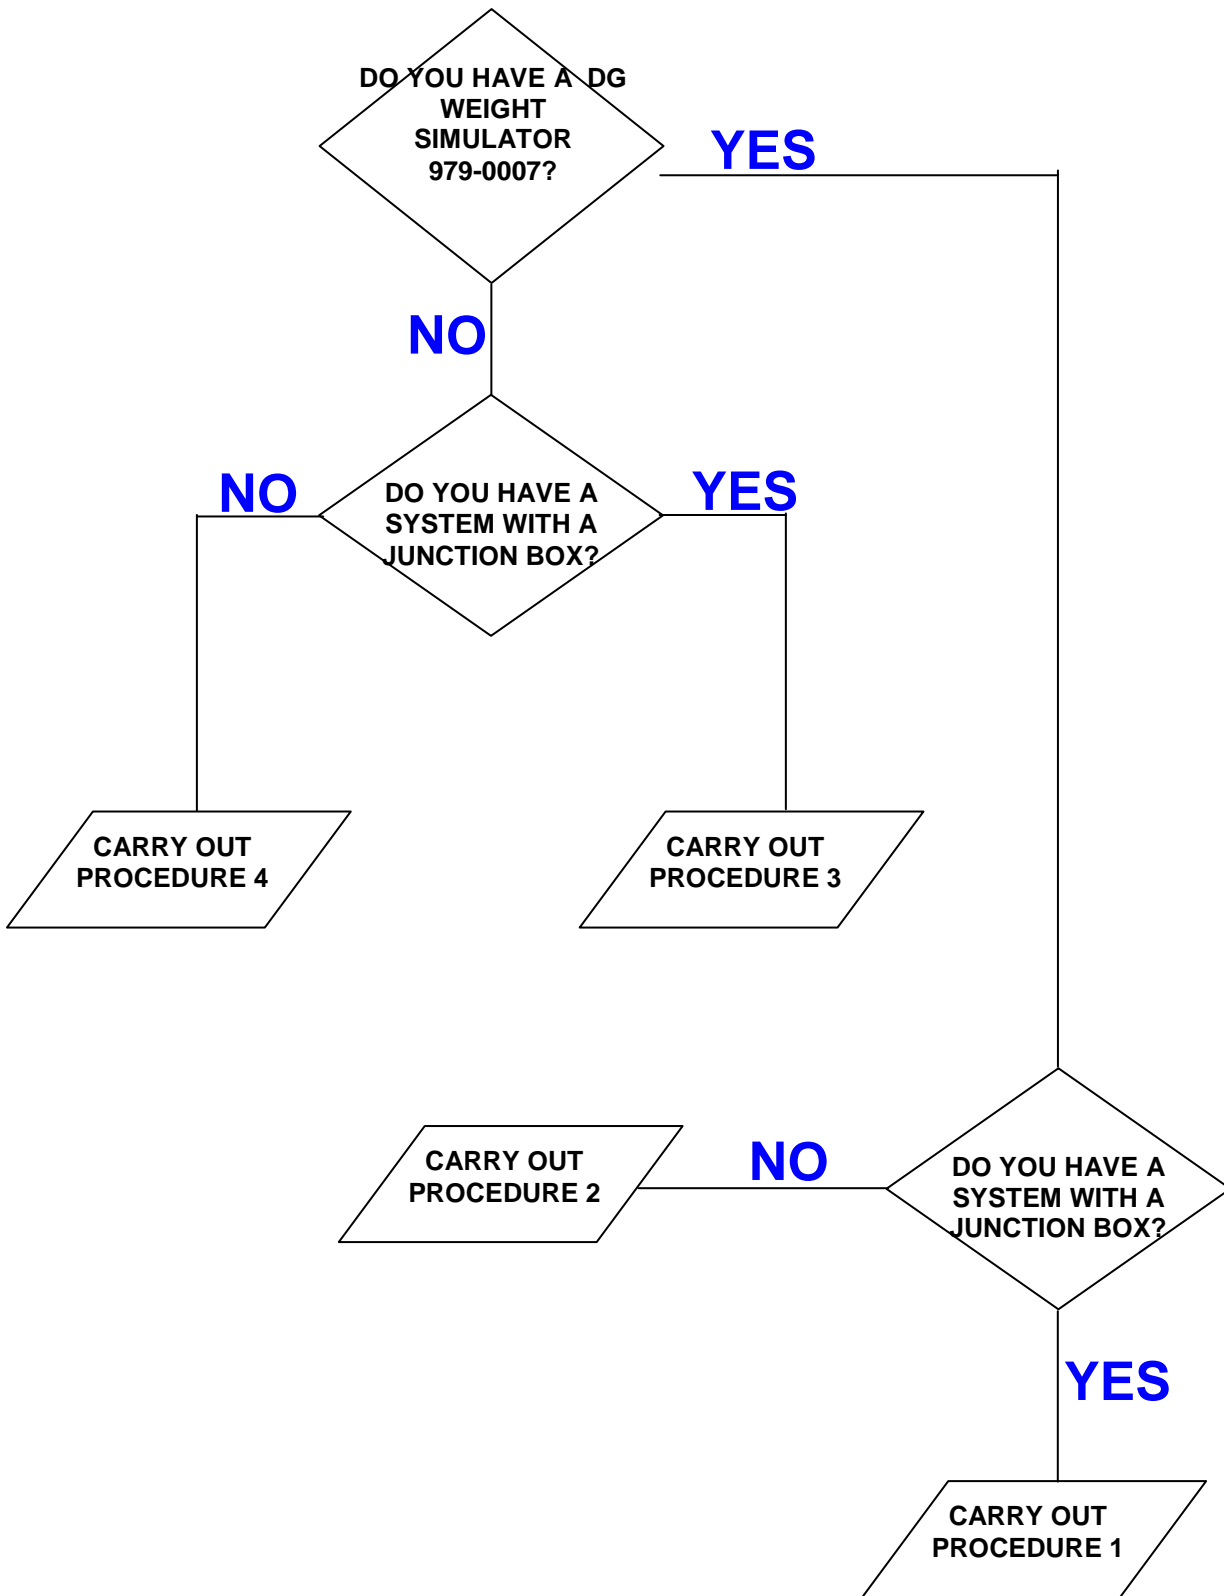 DO YOU HAVE A DG
WEIGHT
SIMULATOR
979-0007?
YES
NO
NO
DO YOU HAVE A
SYSTEM WITH A
JUNCTION BOX?
YES
CARRY OUT
PROCEDURE 4
CARRY OUT
PROCEDURE 3
CARRY OUT
PROCEDURE 2
NO
DO YOU HAVE A
SYSTEM WITH A
JUNCTION BOX?
YES
CARRY OUT
PROCEDURE 1